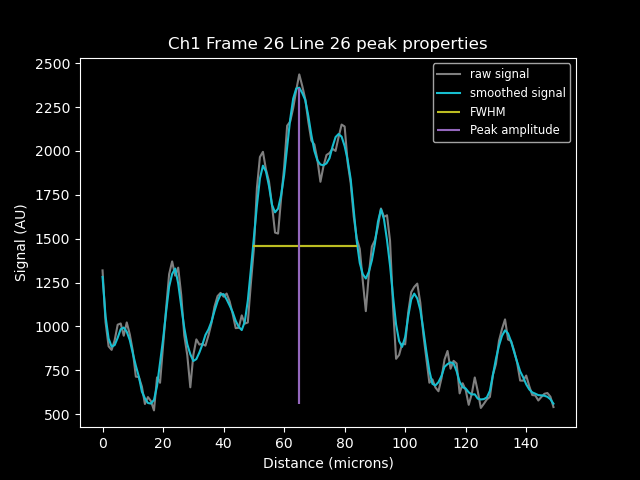 Ch1 Frame 26 Line 26 peak properties
raw signal
smoothed signal
FWHM
Peak amplitude
Signal (AU)
2500
2250
2000
1750
1500
1250
1000
750
500
0 20 40 60 80 100 120 140
Distance (microns)